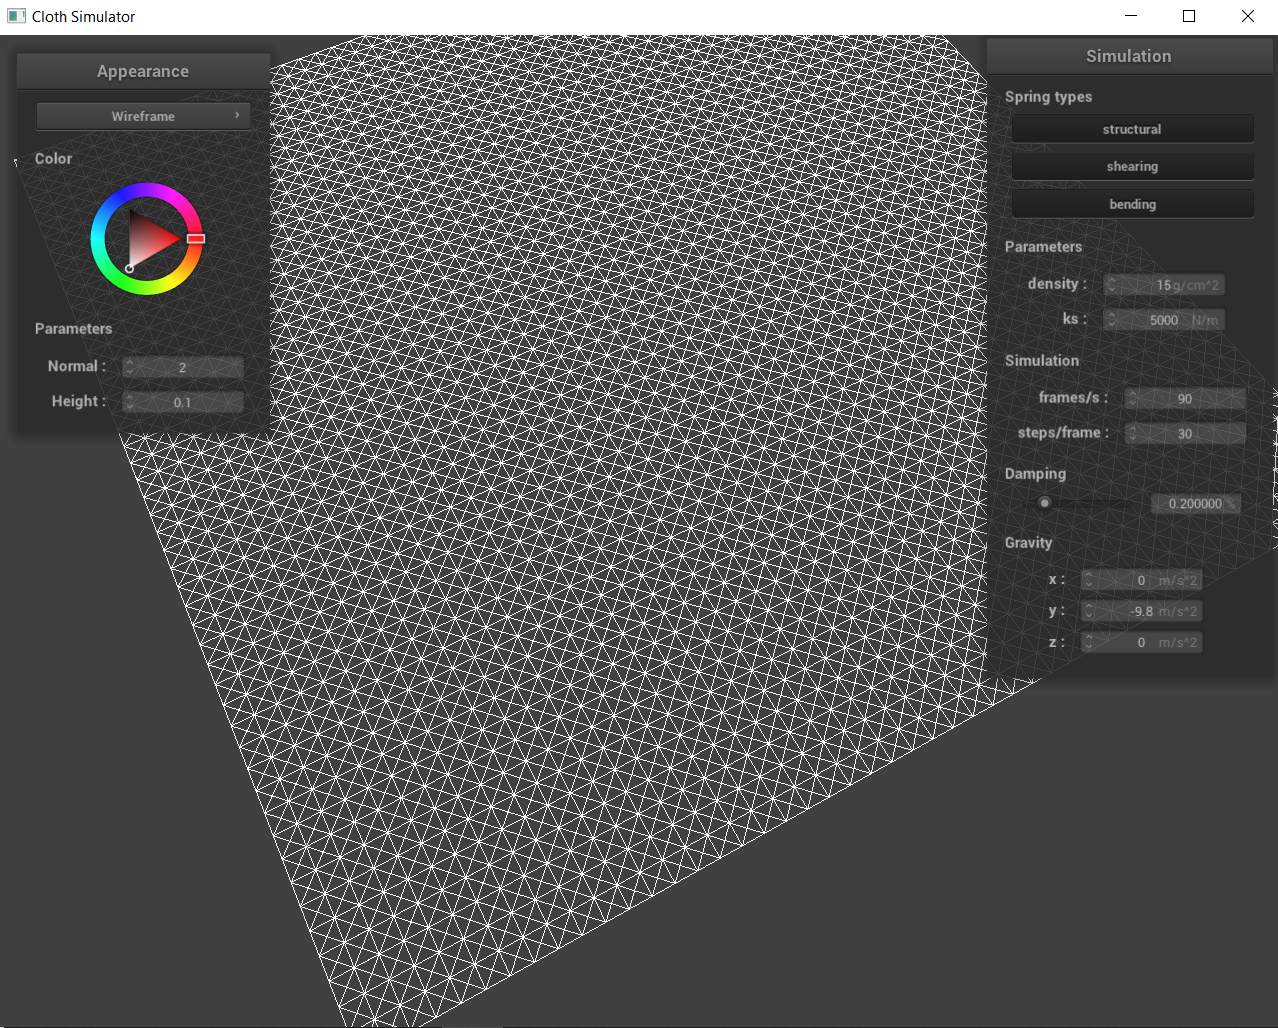 Cloth Simulator
Appearance
Wireframe
Color
Parameters
Normal : 2
Height : 0.1
Simulation
Spring types
structural
shearing
bending
Parameters
density : 15 g/cm^2
ks : 5000 N/m
Simulation
frames/s : 90
steps/frame : 30
Damping
0.200000 %
Gravity
x : 0 m/s^2
y : -9.8 m/s^2
z : 0 m/s^2